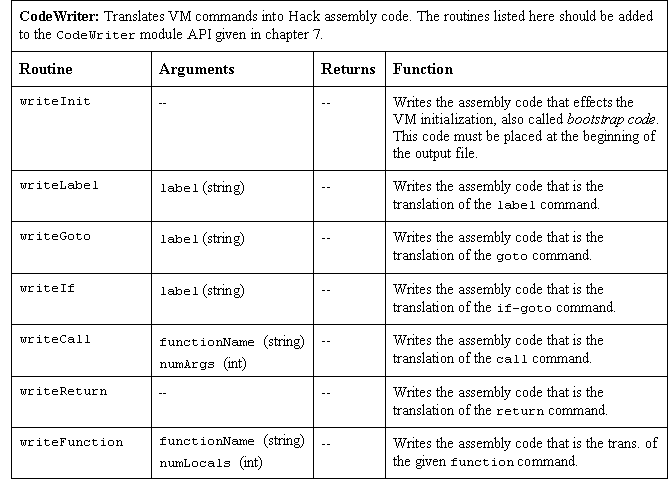 CodeWriter: Translates VM commands into Hack assembly code. The routines listed here should be added
to the CodeWriter module API given in chapter 7.
Routine Arguments Returns Function
writeInit -- -- Writes the assembly code that effects the
VM initialization, also called bootstrap code.
This code must be placed at the beginning of
the output file.
writeLabel label (string) -- Writes the assembly code that is the
translation of the label command.
writeGoto label (string) -- Writes the assembly code that is the
translation of the goto command.
writeIf label (string) -- Writes the assembly code that is the
translation of the if-goto command.
writeCall functionName (string) -- Writes the assembly code that is the
numArgs (int) translation of the call command.
writeReturn -- -- Writes the assembly code that is the
translation of the return command.
writeFunction functionName (string) -- Writes the assembly code that is the trans. of
numLocals (int) the given function command.